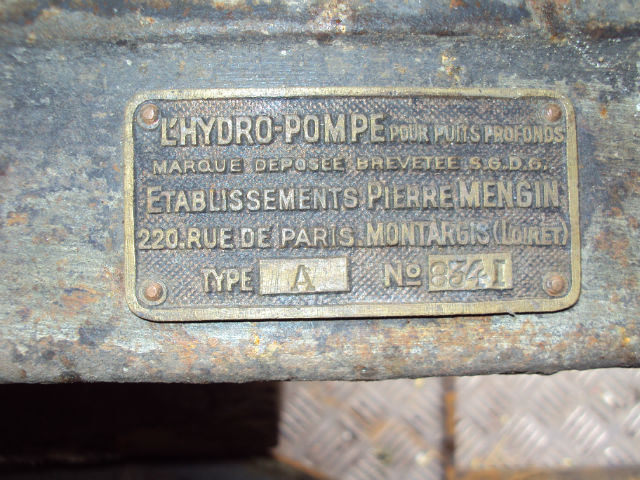 L'HYDRO-POMPE POUR PUITS PROFONDS
MARQUE DEPOSEE BREVETEE S.G.D.G.
ETABLISSEMENTS PIERRE MENGIN
220.RUE DE PARIS.MONTARGIS(LOIRET)
TYPE A No 8341